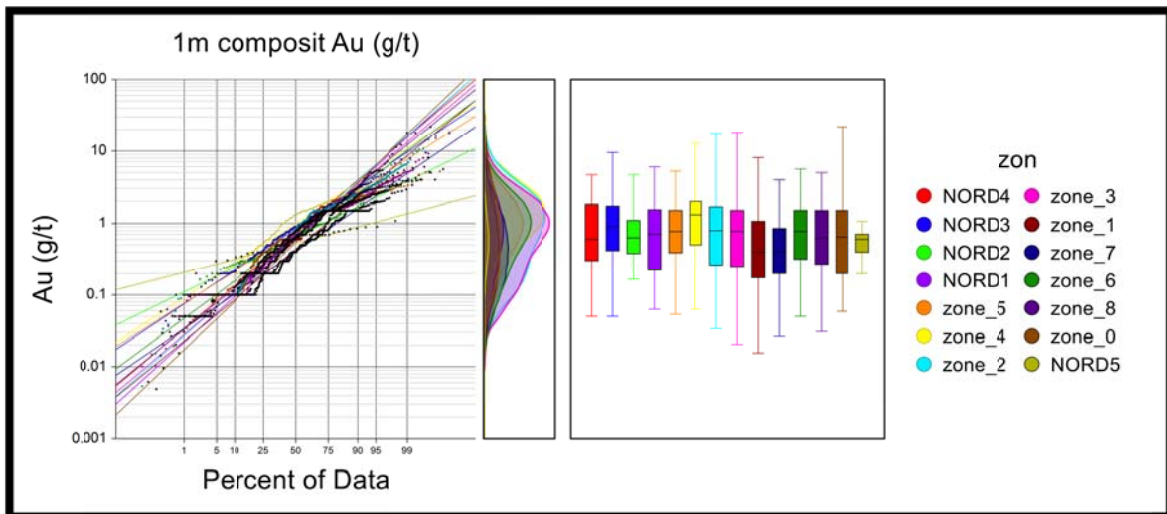 1m composit Au (g/t)
100
10
1
0.1
0.01
0.001
Au (g/t)
1 5 10 25 50 75 90 95 99
Percent of Data
zon
NORD4 zone_3
NORD3 zone_1
NORD2 zone_7
NORD1 zone_6
zone_5 zone_8
zone_4 zone_0
zone_2 NORD5